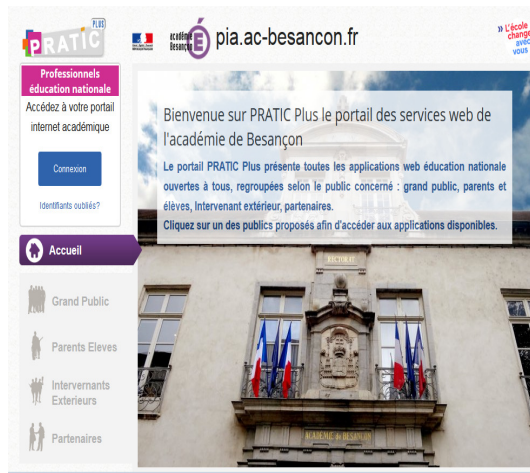 PRATIC PLUS
académie Besançon
pia.ac-besancon.fr
» L'école
change
avec
vous
Professionnels
éducation nationale
Accédez à votre portail
internet académique
Connexion
Identifiants oubliés?
Accueil
Grand Public
Parents Eleves
Intervernants
Exterieurs
Partenaires
Bienvenue sur PRATIC Plus le portail des services web de
l'académie de Besançon
Le portail PRATIC Plus présente toutes les applications web éducation nationale
ouvertes à tous, regroupées selon le public concerné : grand public, parents et
élèves, Intervenant extérieur, partenaires.
Cliquez sur un des publics proposés afin d'accéder aux applications disponibles.
RECTORAT
ACADEMIE DE BESANCON